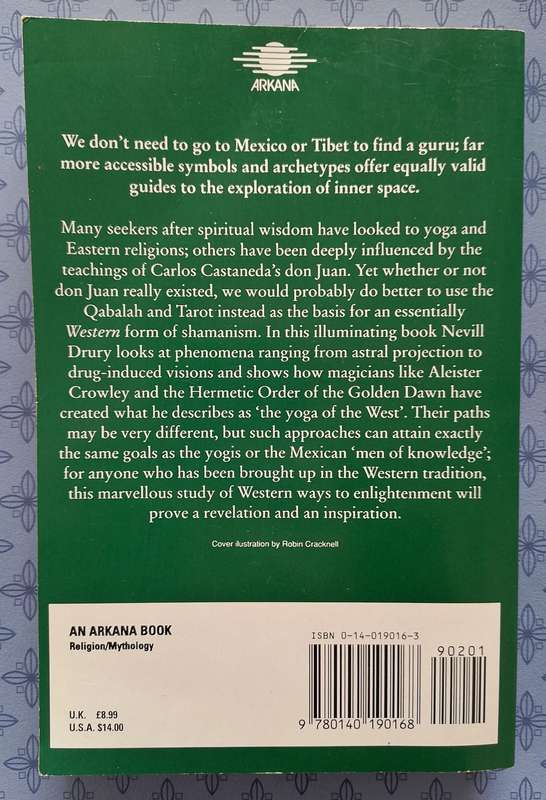 ARKANA
We don't need to go to Mexico or Tibet to find a guru; far
more accessible symbols and archetypes offer equally valid
guides to the exploration of inner space.
Many seekers after spiritual wisdom have looked to yoga and
Eastern religions; others have been deeply influenced by the
teachings of Carlos Castaneda's don Juan. Yet whether or not
don Juan really existed, we would probably do better to use the
Qabalah and Tarot instead as the basis for an essentially
Western form of shamanism. In this illuminating book Nevill
Drury looks at phenomena ranging from astral projection to
drug-induced visions and shows how magicians like Aleister
Crowley and the Hermetic Order of the Golden Dawn have
created what he describes as 'the yoga of the West'. Their paths
may be very different, but such approaches can attain exactly
the same goals as the yogis or the Mexican 'men of knowledge';
for anyone who has been brought up in the Western tradition,
this marvellous study of Western ways to enlightenment will
prove a revelation and an inspiration.
Cover illustration by Robin Cracknell
AN ARKANA BOOK
Religion/Mythology
U.K. £8.99
U.S.A. $14.00
ISBN 0-14-019016-3
90201
9 780140 190168